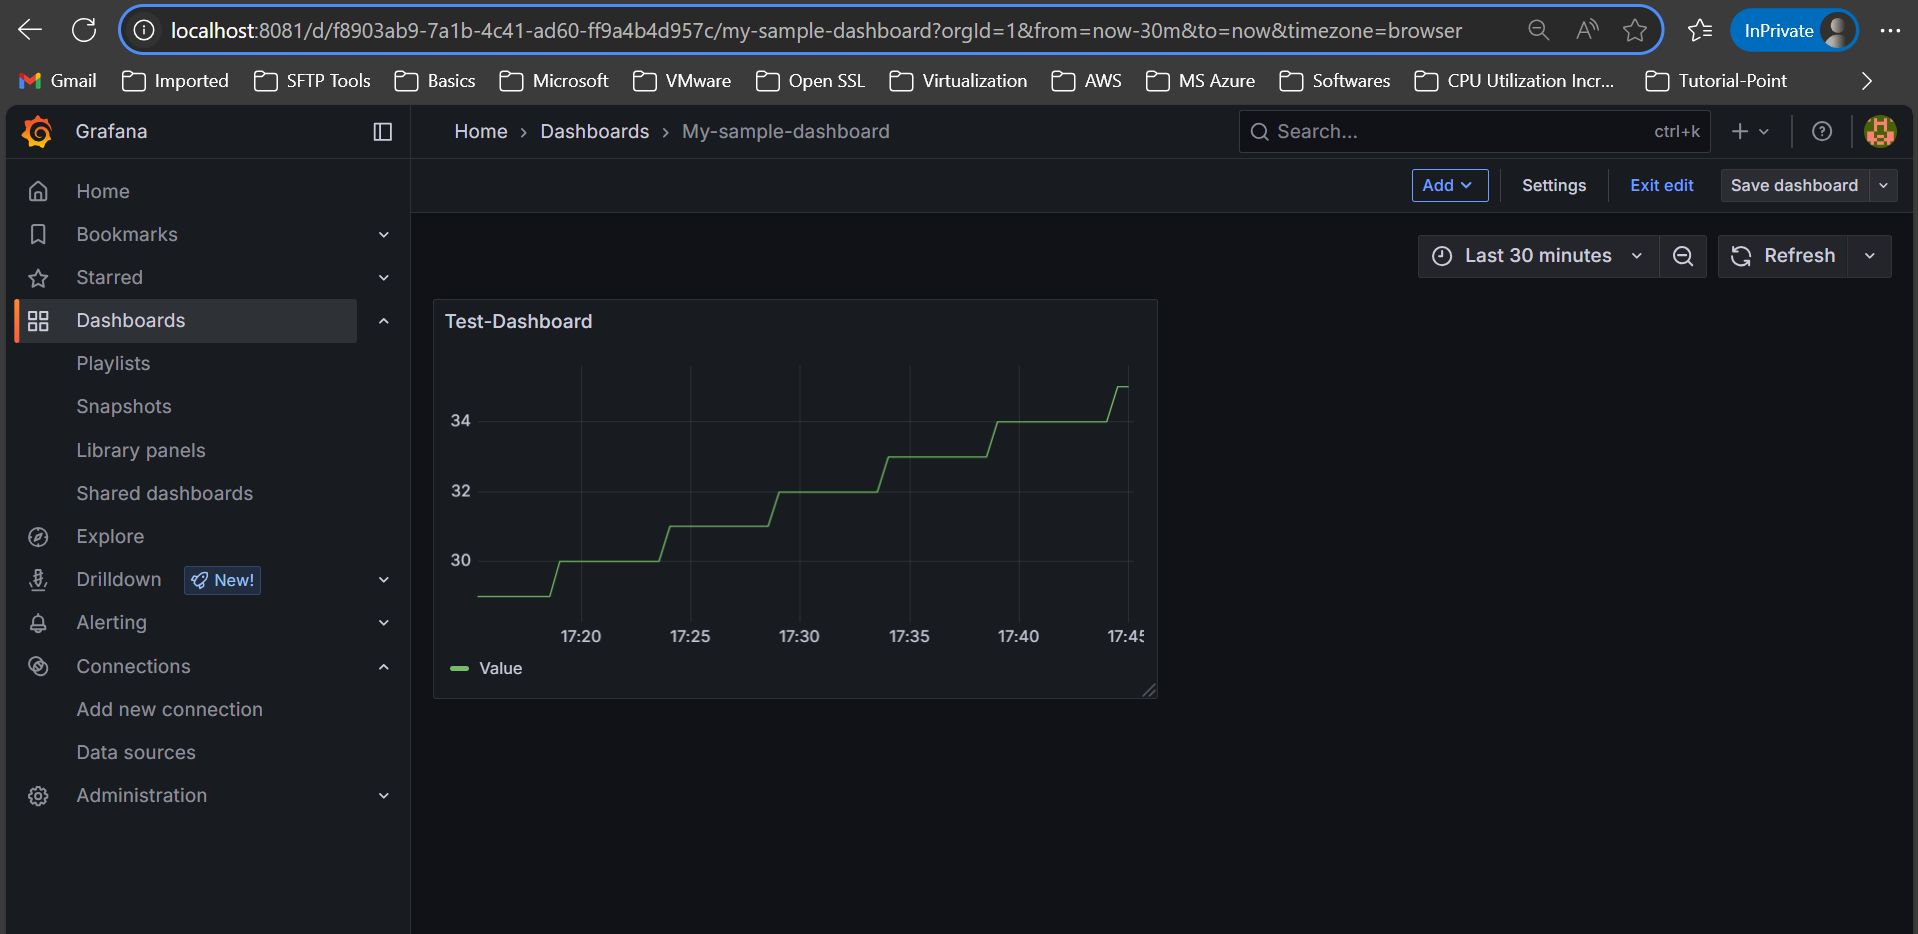 localhost:8081/d/f8903ab9-7a1b-4c41-ad60-ff9a4b4d957c/my-sample-dashboard?orgId=1&from=now-30m&to=now&timezone=browser
InPrivate
Gmail Imported SFTP Tools Basics Microsoft VMware Open SSL Virtualization AWS MS Azure Softwares CPU Utilization Incr... Tutorial-Point
Grafana
Home › Dashboards › My-sample-dashboard
Search... ctrl+k
Add Settings Exit edit Save dashboard
Last 30 minutes Refresh
Home
Bookmarks
Starred
Dashboards
Playlists
Snapshots
Library panels
Shared dashboards
Explore
Drilldown New!
Alerting
Connections
Add new connection
Data sources
Administration
Test-Dashboard
34
32
30
17:20 17:25 17:30 17:35 17:40 17:45
Value